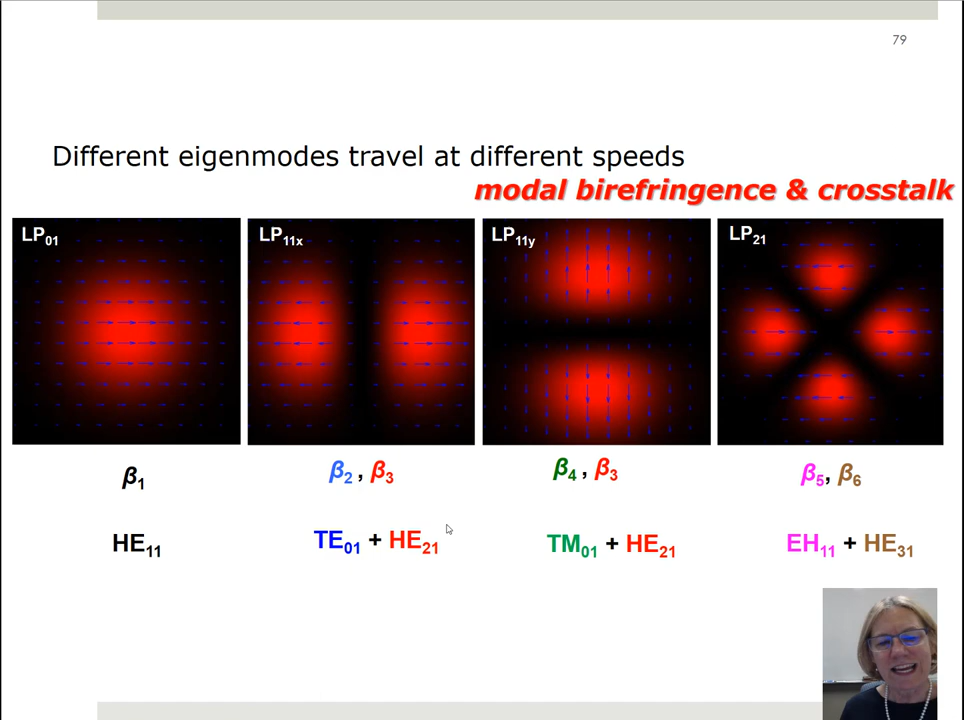 79
Different eigenmodes travel at different speeds
modal birefringence & crosstalk
LP₀₁ LP₁₁ₓ LP₁₁y LP₂₁
β₁ β₂ , β₃ β₄ , β₃ β₅, β₆
HE₁₁ TE₀₁ + HE₂₁ TM₀₁ + HE₂₁ EH₁₁ + HE₃₁